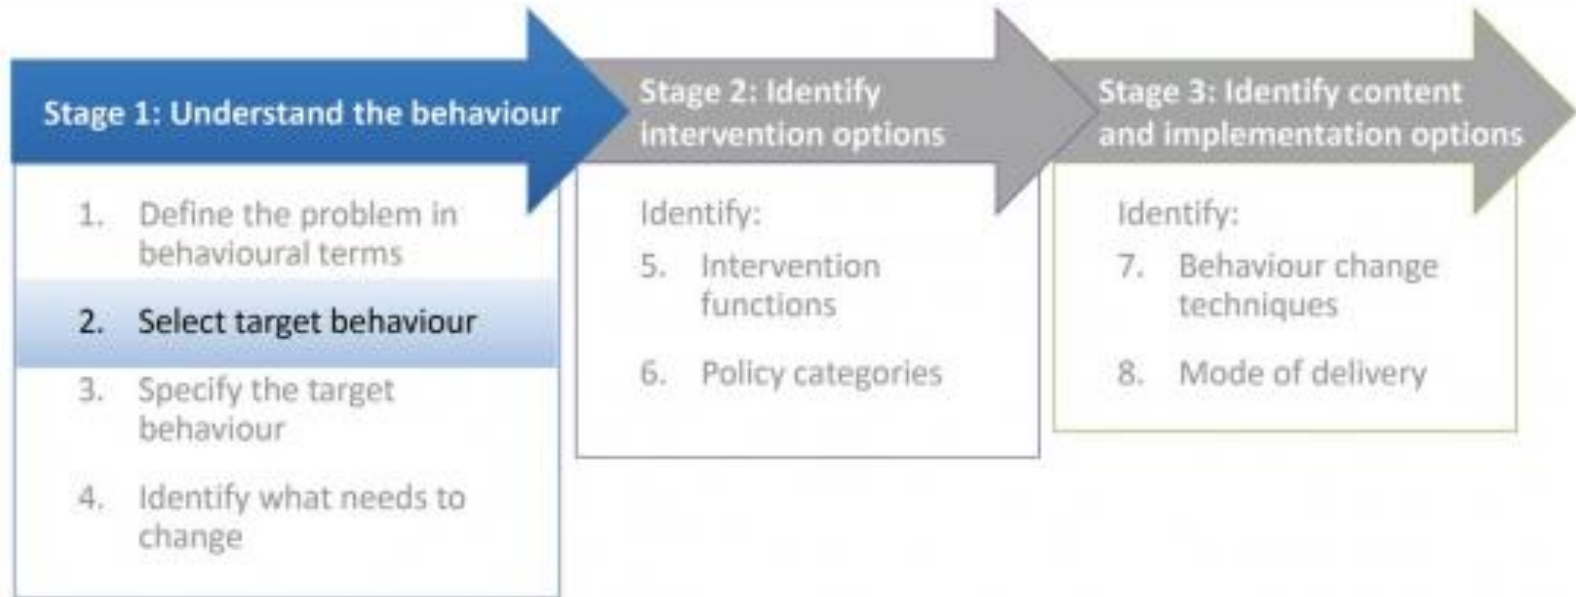 Stage 1: Understand the behaviour
1. Define the problem in
behavioural terms
2. Select target behaviour
3. Specify the target
behaviour
4. Identify what needs to
change
Stage 2: Identify
intervention options
Identify:
5. Intervention
functions
6. Policy categories
Stage 3: Identify content
and implementation options
Identify:
7. Behaviour change
techniques
8. Mode of delivery